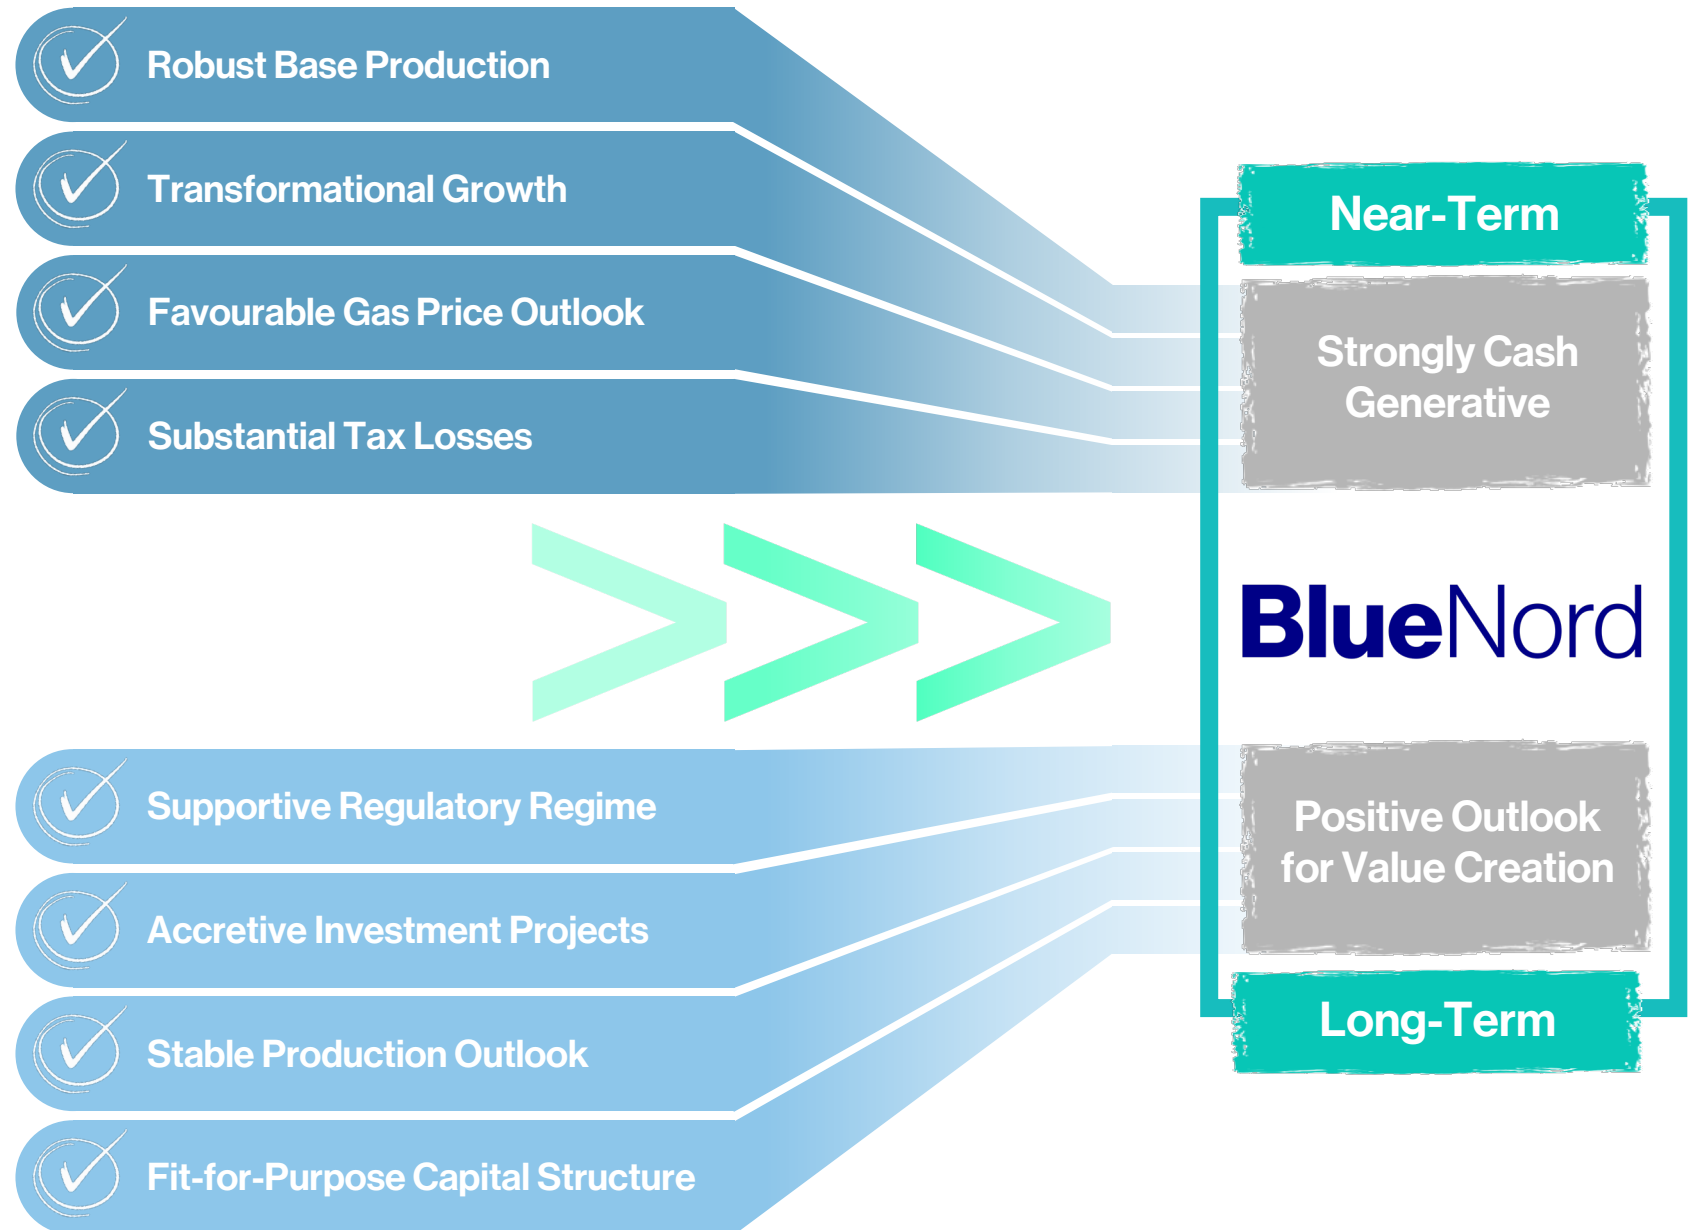 Robust Base Production
Transformational Growth
Favourable Gas Price Outlook
Substantial Tax Losses
Near-Term
Strongly Cash
Generative
BlueNord
Supportive Regulatory Regime
Accretive Investment Projects
Stable Production Outlook
Fit-for-Purpose Capital Structure
Positive Outlook
for Value Creation
Long-Term